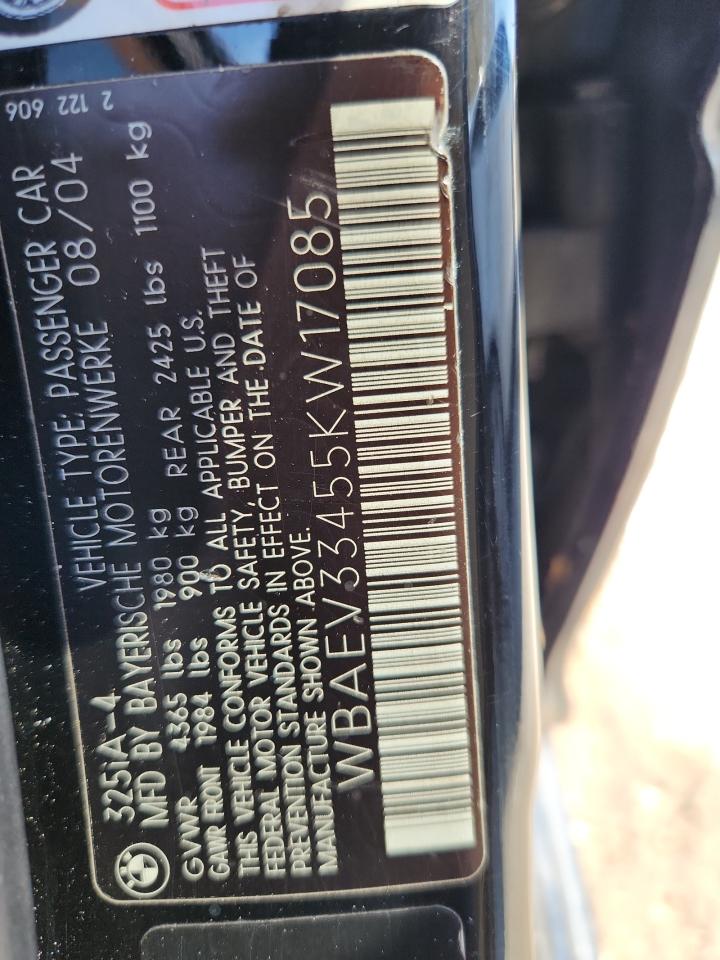 2 122 606
325iA-4 VEHICLE TYPE: PASSENGER CAR
MFD BY BAYERISCHE MOTORENWERKE 08/04
GVWR 4365 lbs 1980 kg
GAWR FRONT 1984 lbs 900 kg REAR 2425 lbs 1100 kg
THIS VEHICLE CONFORMS TO ALL APPLICABLE U.S.
FEDERAL MOTOR VEHICLE SAFETY, BUMPER AND THEFT
PREVENTION STANDARDS IN EFFECT ON THE DATE OF
MANUFACTURE SHOWN ABOVE.
WBAEV33455KW17085